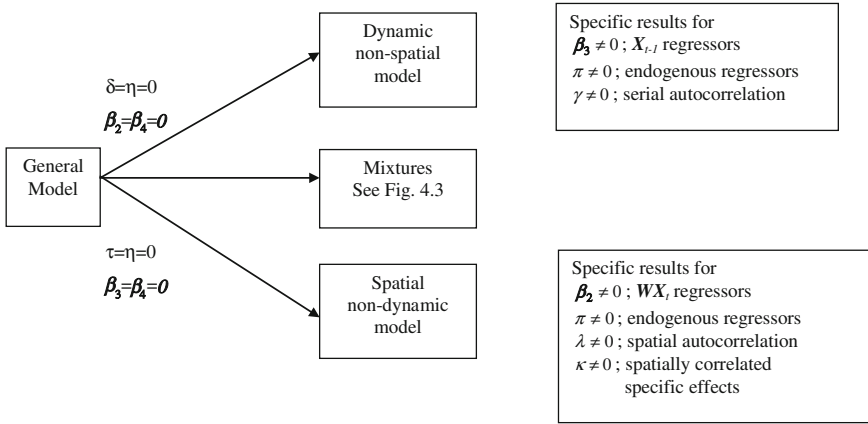 Dynamic
non-spatial
model
Specific results for
β₃ ≠ 0 ; X_{t-1} regressors
π ≠ 0 ; endogenous regressors
γ ≠ 0 ; serial autocorrelation
δ=η=0
β₂=β₄=0
General
Model
Mixtures
See Fig. 4.3
τ=η=0
β₃=β₄=0
Spatial
non-dynamic
model
Specific results for
β₂ ≠ 0 ; WX_t regressors
π ≠ 0 ; endogenous regressors
λ ≠ 0 ; spatial autocorrelation
κ ≠ 0 ; spatially correlated
specific effects